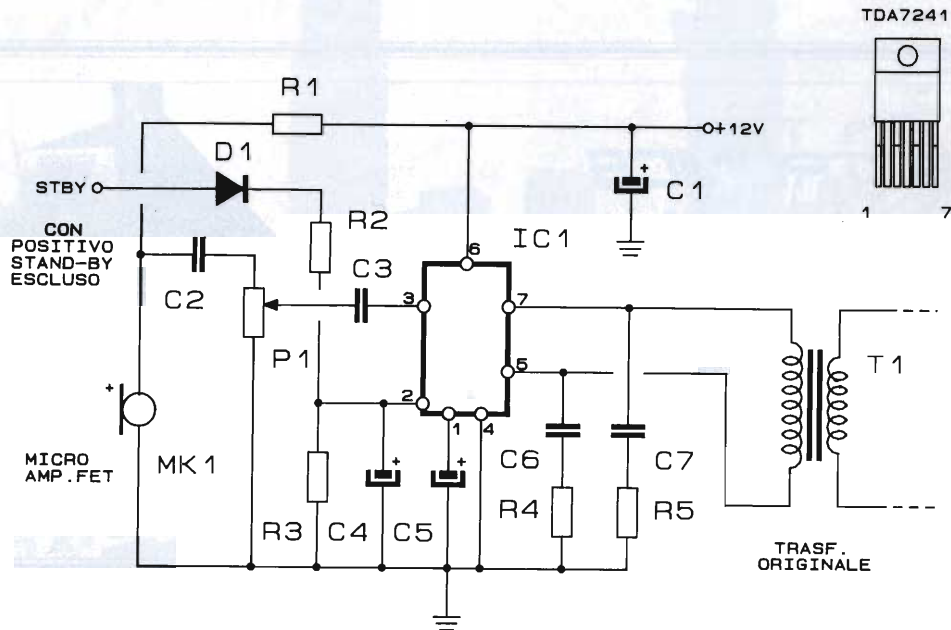 TDA7241
1 7
R1
+12V
D1
STBY
C1
CON
POSITIVO
STAND-BY
ESCLUSO
R2
IC1
6
C3
C2
3
7
P1
5
T1
+
2
1 4
MICRO
AMP.FET
MK1
C6
C7
R3
C4
C5
R4
R5
TRASF.
ORIGINALE